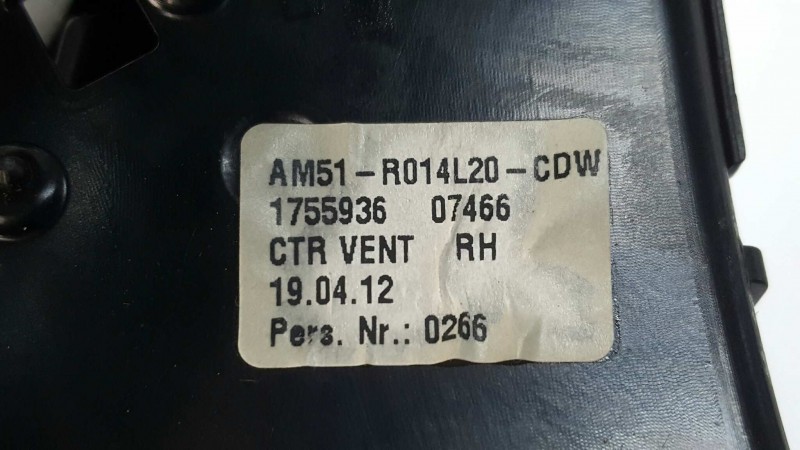 AM51-R014L20-CDW
1755936 07466
CTR VENT RH
19.04.12
Pers. Nr.: 0266